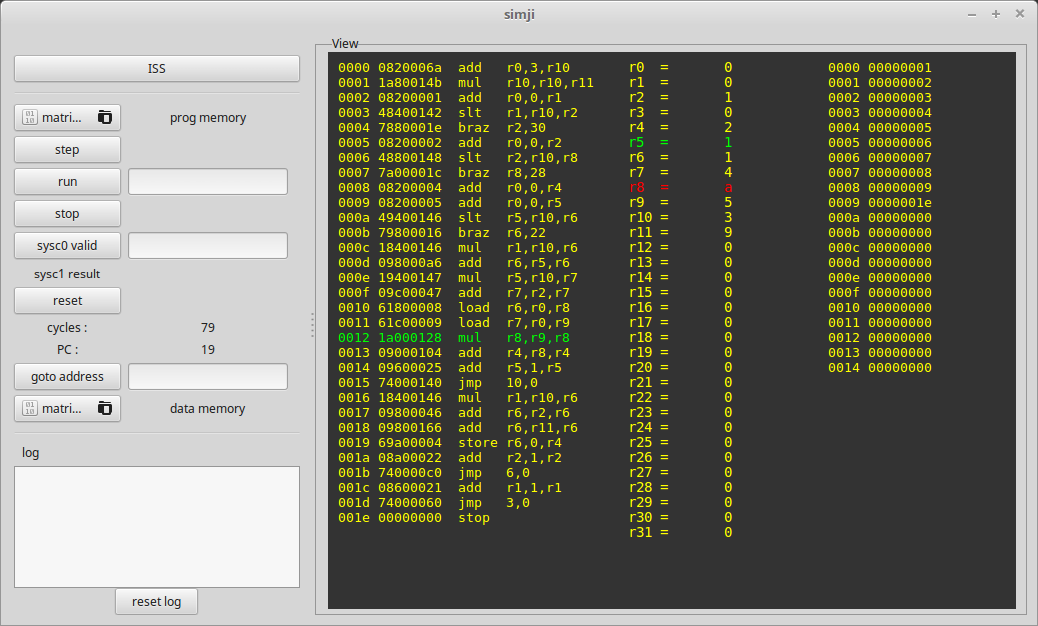 simji
ISS
matri...
prog memory
step
run
stop
sysc0 valid
sysc1 result
reset
cycles : 79
PC : 19
goto address
matri...
data memory
log
reset log
View
0000 0820006a add r0,3,r10
0001 1a80014b mul r10,r10,r11
0002 08200001 add r0,0,r1
0003 48400142 slt r1,r10,r2
0004 7880001e braz r2,30
0005 08200002 add r0,0,r2
0006 48800148 slt r2,r10,r8
0007 7a00001c braz r8,28
0008 08200004 add r0,0,r4
0009 08200005 add r0,0,r5
000a 49400146 slt r5,r10,r6
000b 79800016 braz r6,22
000c 18400146 mul r1,r10,r6
000d 098000a6 add r6,r5,r6
000e 19400147 mul r5,r10,r7
000f 09c00047 add r7,r2,r7
0010 61800008 load r6,r0,r8
0011 61c00009 load r7,r0,r9
0012 1a000128 mul r8,r9,r8
0013 09000104 add r4,r8,r4
0014 09600025 add r5,1,r5
0015 74000140 jmp 10,0
0016 18400146 mul r1,r10,r6
0017 09800046 add r6,r2,r6
0018 09800166 add r6,r11,r6
0019 69a00004 store r6,0,r4
001a 08a00022 add r2,1,r2
001b 740000c0 jmp 6,0
001c 08600021 add r1,1,r1
001d 74000060 jmp 3,0
001e 00000000 stop
r0 = 0
r1 = 0
r2 = 1
r3 = 0
r4 = 2
r5 = 1
r6 = 1
r7 = 4
r8 = a
r9 = 5
r10 = 3
r11 = 9
r12 = 0
r13 = 0
r14 = 0
r15 = 0
r16 = 0
r17 = 0
r18 = 0
r19 = 0
r20 = 0
r21 = 0
r22 = 0
r23 = 0
r24 = 0
r25 = 0
r26 = 0
r27 = 0
r28 = 0
r29 = 0
r30 = 0
r31 = 0
0000 00000001
0001 00000002
0002 00000003
0003 00000004
0004 00000005
0005 00000006
0006 00000007
0007 00000008
0008 00000009
0009 0000001e
000a 00000000
000b 00000000
000c 00000000
000d 00000000
000e 00000000
000f 00000000
0010 00000000
0011 00000000
0012 00000000
0013 00000000
0014 00000000